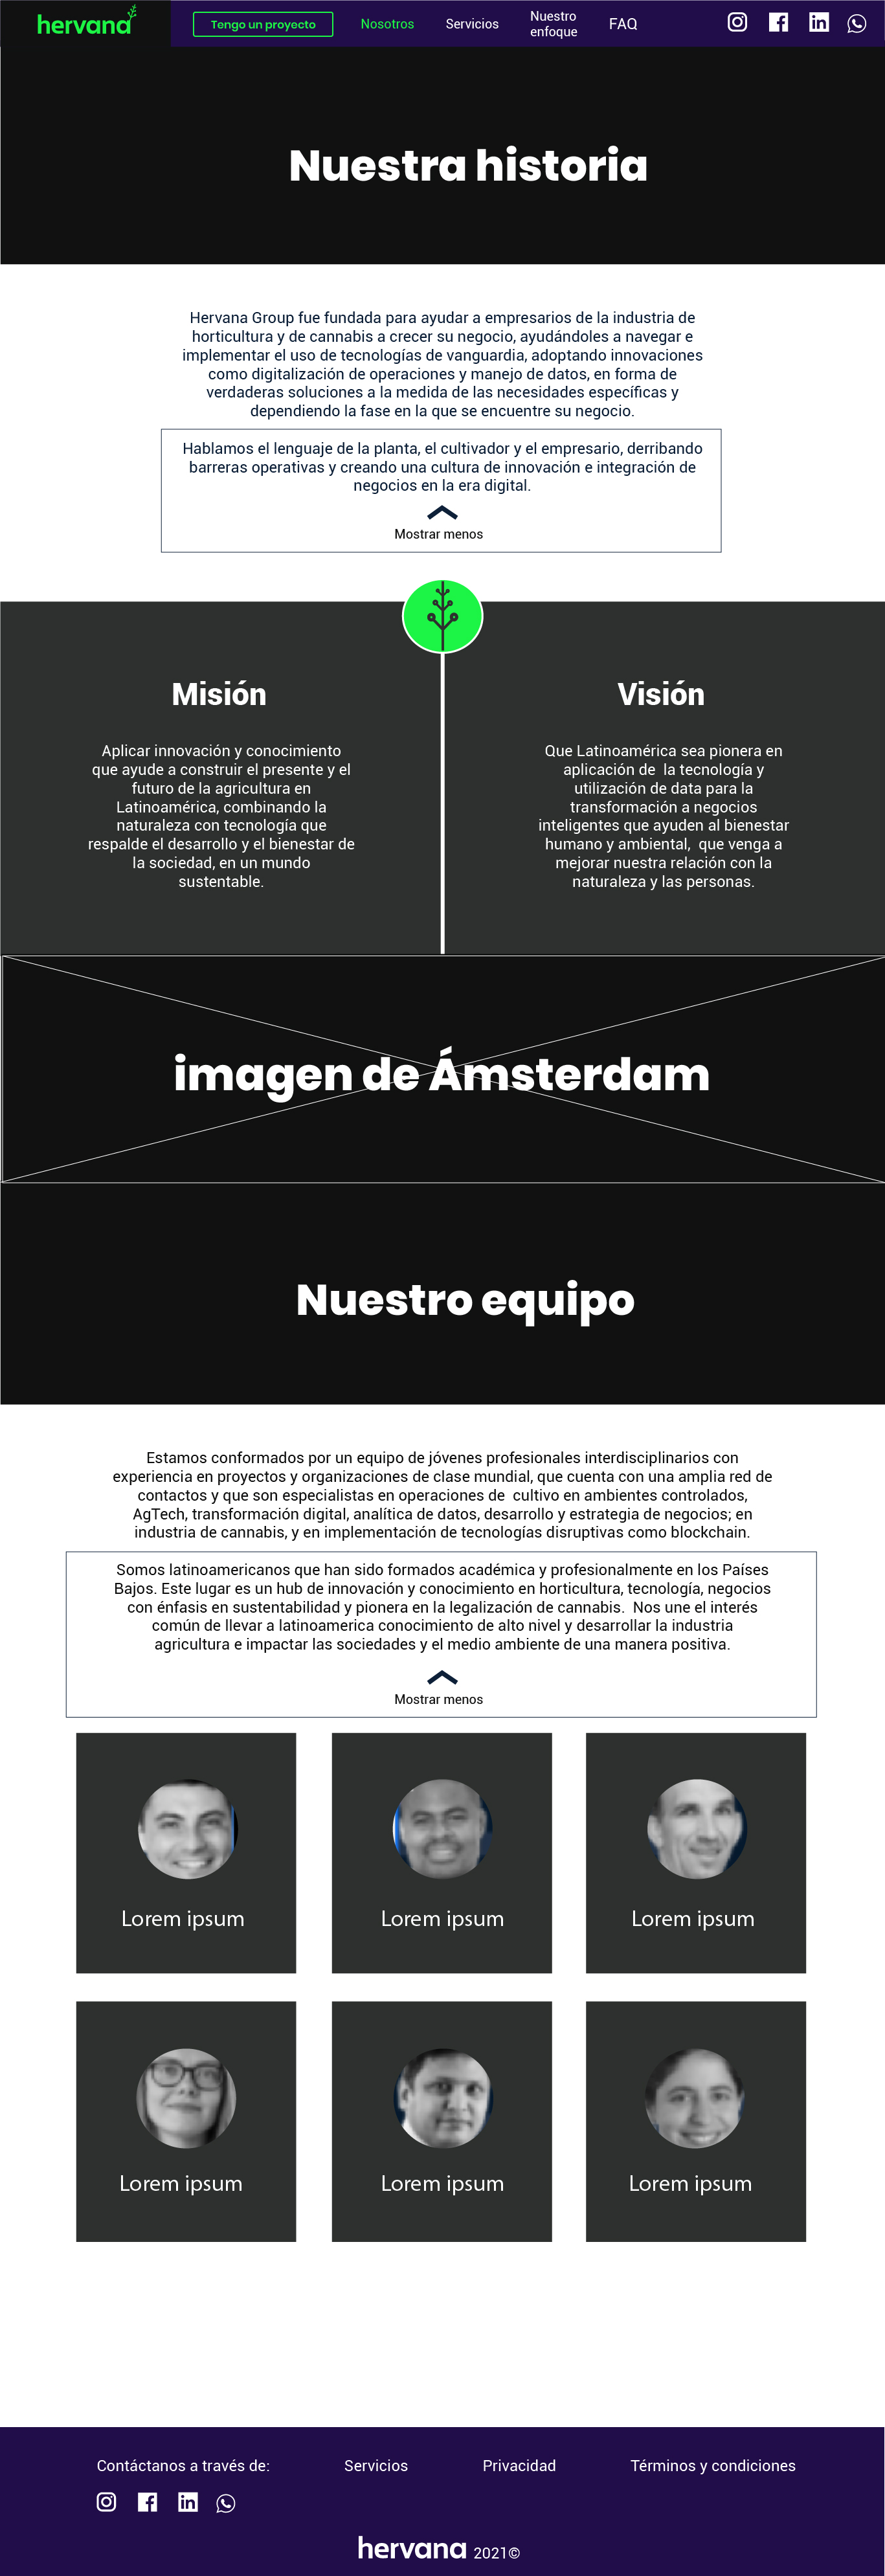 hervana
Tengo un proyecto
Nosotros
Servicios
Nuestro
enfoque
FAQ
Nuestra historia
Hervana Group fue fundada para ayudar a empresarios de la industria de
horticultura y de cannabis a crecer su negocio, ayudándoles a navegar e
implementar el uso de tecnologías de vanguardia, adoptando innovaciones
como digitalización de operaciones y manejo de datos, en forma de
verdaderas soluciones a la medida de las necesidades específicas y
dependiendo la fase en la que se encuentre su negocio.
Hablamos el lenguaje de la planta, el cultivador y el empresario, derribando
barreras operativas y creando una cultura de innovación e integración de
negocios en la era digital.
Mostrar menos
Misión
Aplicar innovación y conocimiento
que ayude a construir el presente y el
futuro de la agricultura en
Latinoamérica, combinando la
naturaleza con tecnología que
respalde el desarrollo y el bienestar de
la sociedad, en un mundo
sustentable.
Visión
Que Latinoamérica sea pionera en
aplicación de  la tecnología y
utilización de data para la
transformación a negocios
inteligentes que ayuden al bienestar
humano y ambiental,  que venga a
mejorar nuestra relación con la
naturaleza y las personas.
imagen de Ámsterdam
Nuestro equipo
Estamos conformados por un equipo de jóvenes profesionales interdisciplinarios con
experiencia en proyectos y organizaciones de clase mundial, que cuenta con una amplia red de
contactos y que son especialistas en operaciones de  cultivo en ambientes controlados,
AgTech, transformación digital, analítica de datos, desarrollo y estrategia de negocios; en
industria de cannabis, y en implementación de tecnologías disruptivas como blockchain.
Somos latinoamericanos que han sido formados académica y profesionalmente en los Países
Bajos. Este lugar es un hub de innovación y conocimiento en horticultura, tecnología, negocios
con énfasis en sustentabilidad y pionera en la legalización de cannabis.  Nos une el interés
común de llevar a latinoamerica conocimiento de alto nivel y desarrollar la industria
agricultura e impactar las sociedades y el medio ambiente de una manera positiva.
Mostrar menos
Lorem ipsum
Lorem ipsum
Lorem ipsum
Lorem ipsum
Lorem ipsum
Lorem ipsum
Contáctanos a través de:
Servicios
Privacidad
Términos y condiciones
hervana 2021©